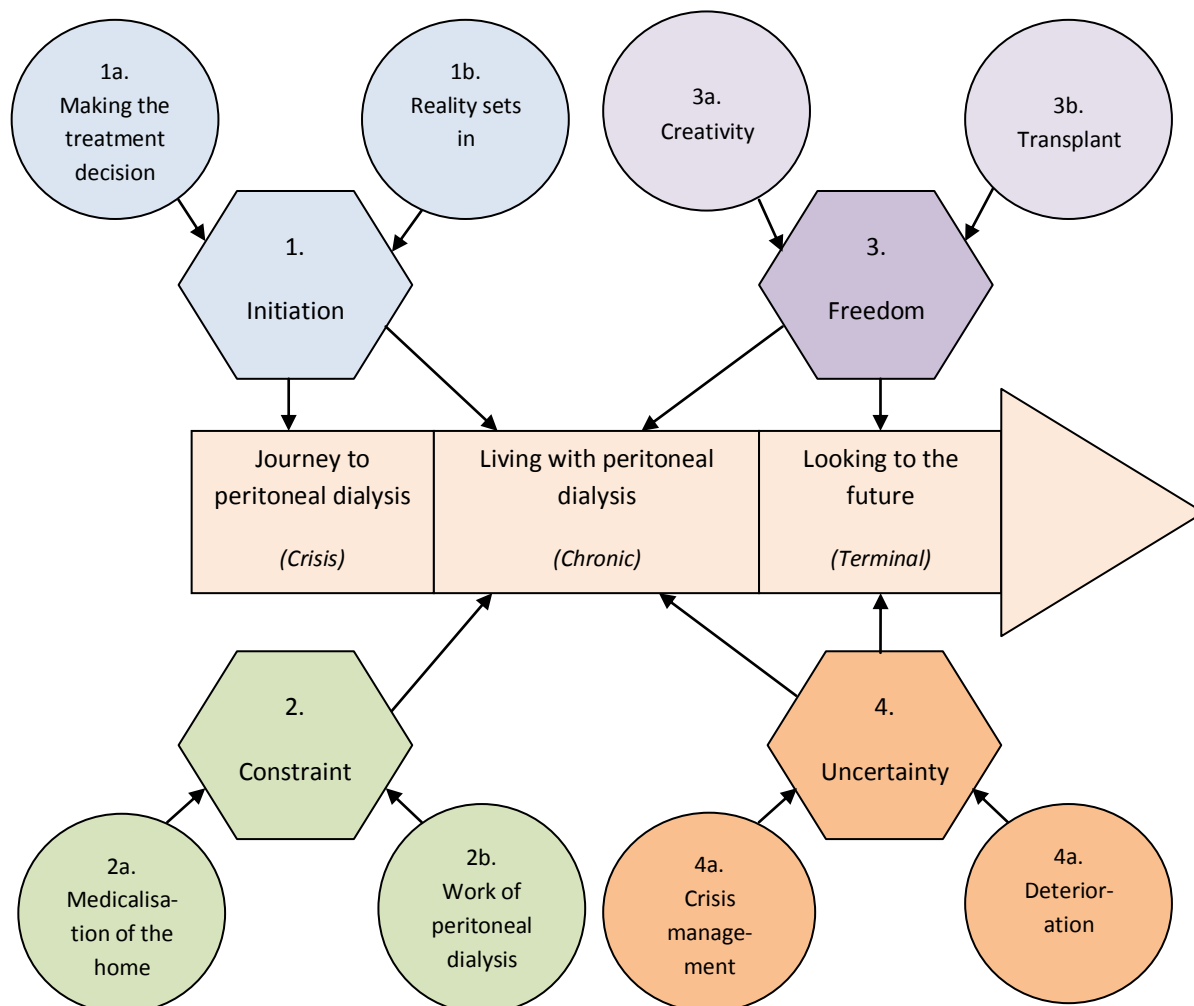 1a.
Making the
treatment
decision
1b.
Reality sets
in
3a.
Creativity
3b.
Transplant
1.
Initiation
3.
Freedom
Journey to
peritoneal dialysis
(Crisis)
Living with peritoneal
dialysis
(Chronic)
Looking to the
future
(Terminal)
2.
Constraint
4.
Uncertainty
2a.
Medicalisa-
tion of the
home
2b.
Work of
peritoneal
dialysis
4a.
Crisis
manage-
ment
4a.
Deterior-
ation